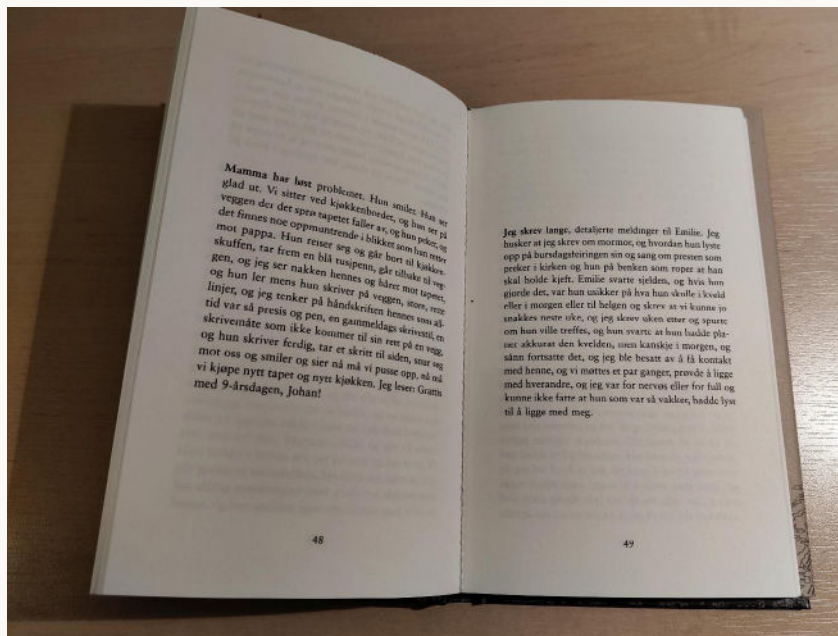 Mamma har løst problemet. Hun smiler. Hun ser
glad ut. Vi sitter ved kjøkkenbordet, og hun ser på
veggen der det sprø tapetet faller av, og hun peker, og
det finnes noe oppmuntrende i blikket som hun retter
mot pappa. Hun reiser seg og går bort til kjøkken-
skuffen, tar frem en blå tusjpenn, går tilbake til veg-
gen, og jeg ser nakken hennes og håret mot tapetet,
og hun ler mens hun skriver på veggen, store, rette
linjer, og jeg tenker på håndskriften hennes som all-
tid var så presis og pen, en gammeldags skrivestil, en
skrivemåte som ikke kommer til sin rett på en vegg,
og hun skriver ferdig, tar et skritt til siden, snur seg
mot oss og smiler og sier nå må vi pusse opp, nå må
vi kjøpe nytt tapet og nytt kjøkken. Jeg leser: Gratts
med 9-årsdagen, Johan!
48
Jeg skrev lange, detaljerte meldinger til Emilie. Jeg
husker at jeg skrev om mormor, og hvordan hun lyste
opp på bursdagsfeiringen sin og sang om presten som
preker i kirken og hun på benken som roper at han
skal holde kjeft. Emilie svarte sjelden, og hvis hun
gjorde det, var hun usikker på hva hun skulle i kveld
eller i morgen eller til helgen og skrev at vi kunne jo
snakkes neste uke, og jeg skrev uken etter og spurte
om hun ville treffes, og hun svarte at hun hadde pla-
ner akkurat den kvelden, men kanskje i morgen, og
sånn fortsatte det, og jeg ble besatt av å få kontakt
med henne, og vi møttes et par ganger, prøvde å ligge
med hverandre, og jeg var for nervøs eller for full og
kunne ikke fatte at hun som var så vakker, hadde lyst
til å ligge med meg.
49